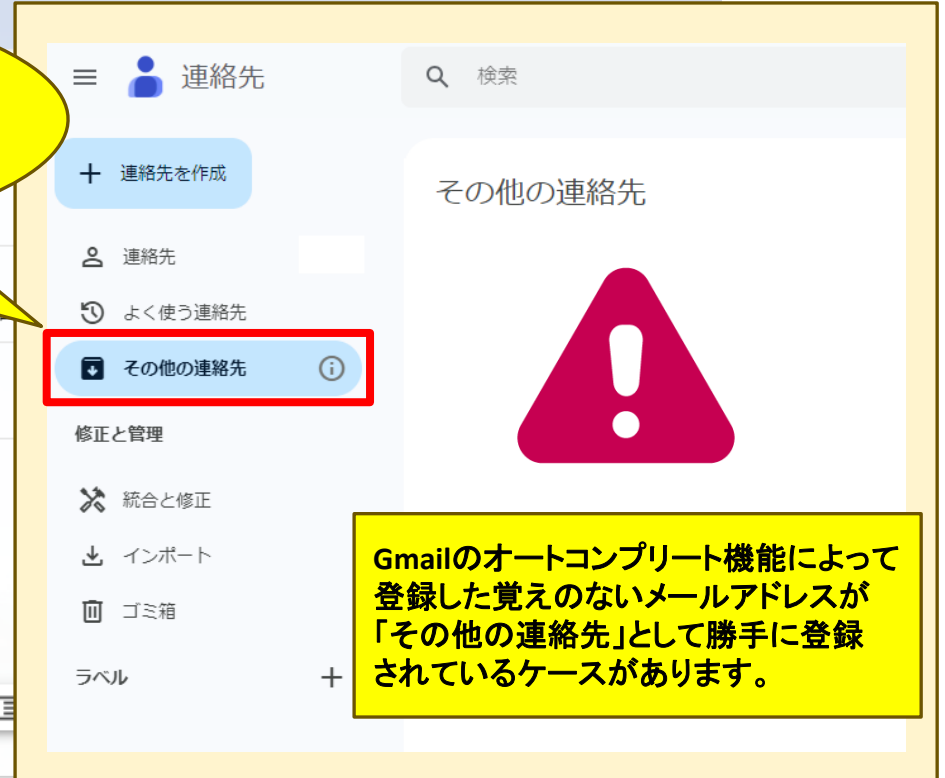 連絡先
検索
連絡先を作成
その他の連絡先
連絡先
よく使う連絡先
その他の連絡先
修正と管理
統合と修正
インポート
ゴミ箱
ラベル
Gmailのオートコンプリート機能によって
登録した覚えのないメールアドレスが
「その他の連絡先」として勝手に登録
されているケースがあります。